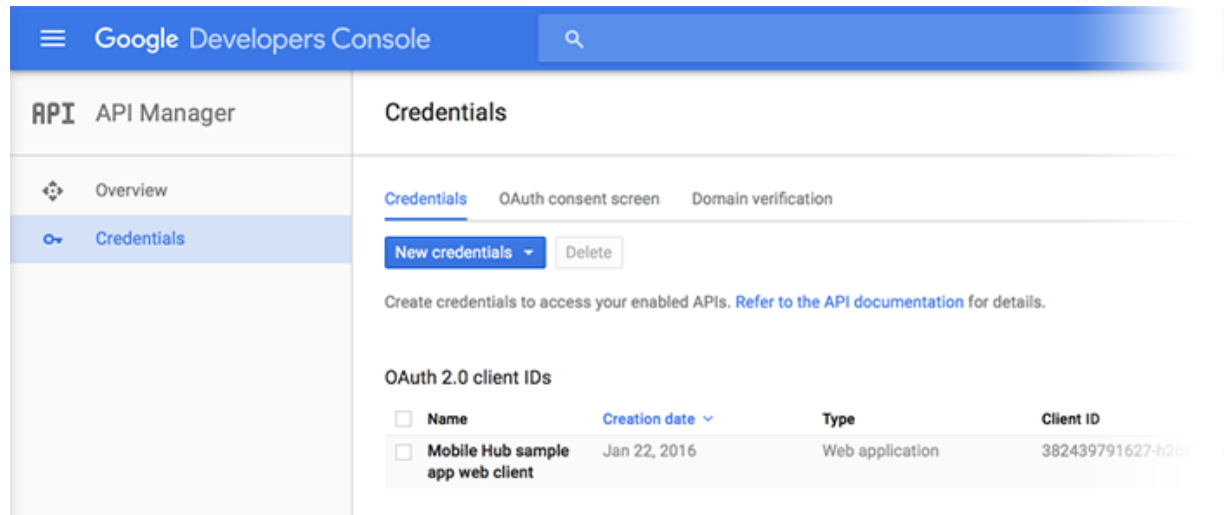 Google Developers Console
API API Manager
Credentials
Overview
Credentials
Credentials OAuth consent screen Domain verification
New credentials Delete
Create credentials to access your enabled APIs. Refer to the API documentation for details.
OAuth 2.0 client IDs
Name Creation date Type Client ID
Mobile Hub sample Jan 22, 2016 Web application
app web client